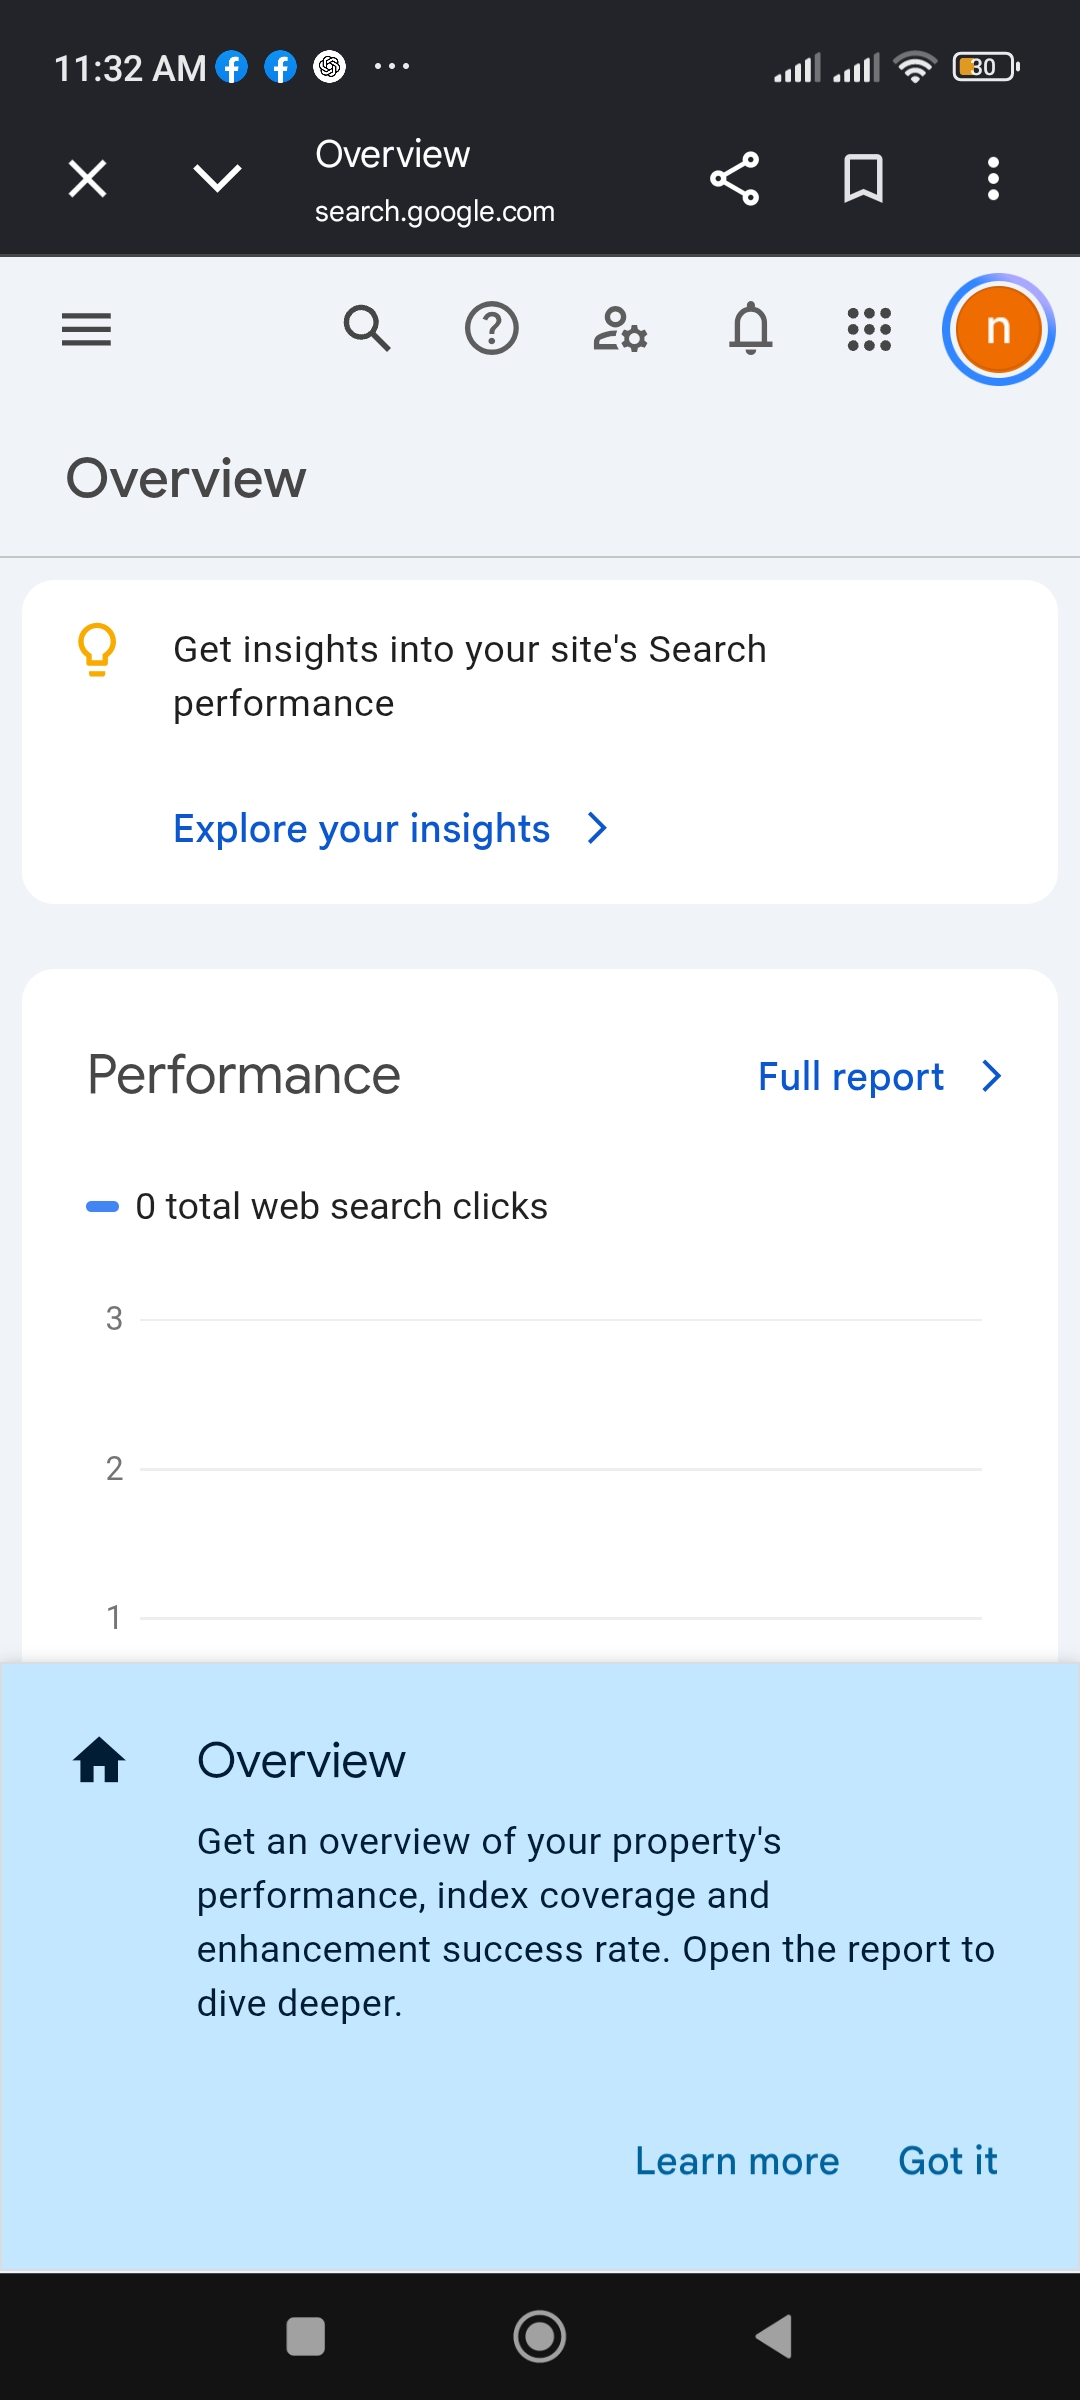 11:32 AM
30
Overview
search.google.com
n
Overview
Get insights into your site's Search
performance
Explore your insights
Performance
Full report
0 total web search clicks
3
2
1
Overview
Get an overview of your property's
performance, index coverage and
enhancement success rate. Open the report to
dive deeper.
Learn more Got it